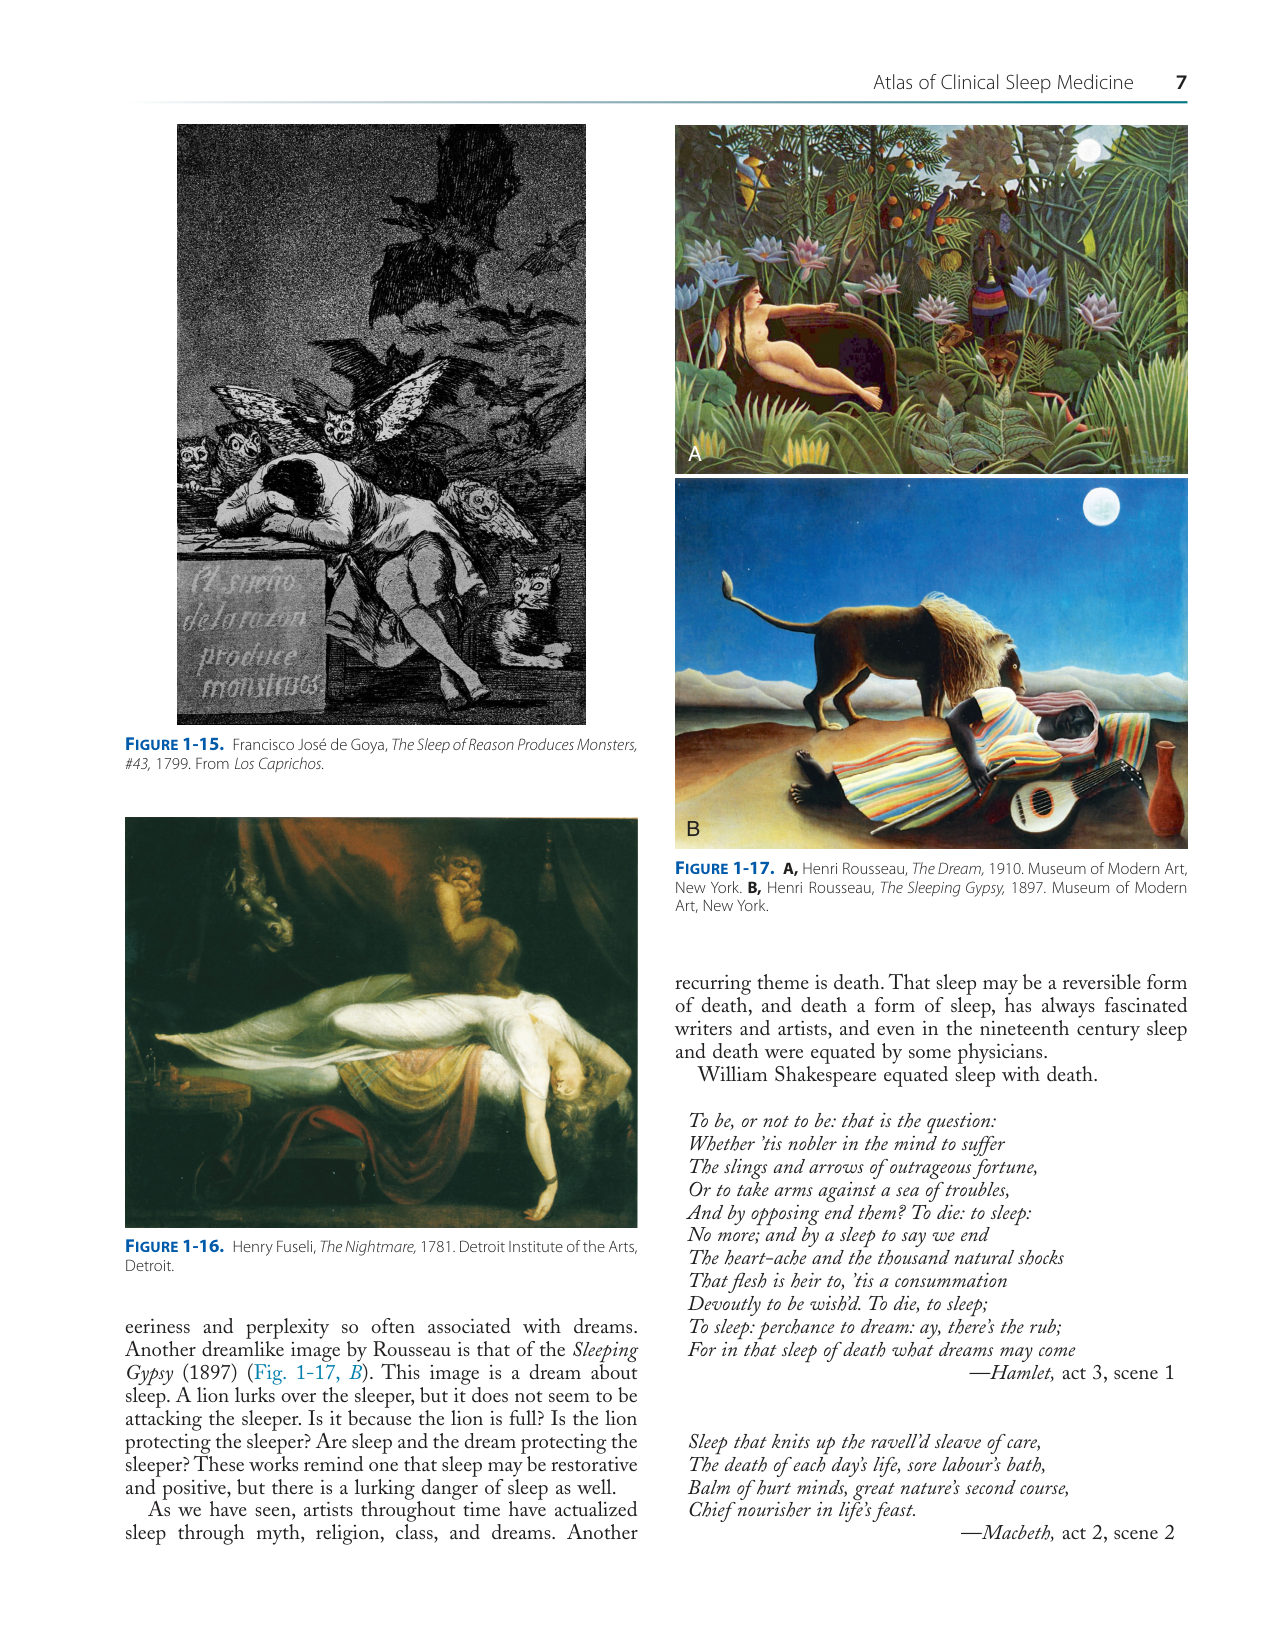 Atlas of Clinical Sleep Medicine 7
El sueño
de la razon
produce
monstruos
FIGURE 1-15. Francisco José de Goya, The Sleep of Reason Produces Monsters,
#43, 1799. From Los Caprichos.
FIGURE 1-16. Henry Fuseli, The Nightmare, 1781. Detroit Institute of the Arts,
Detroit.
eeriness and perplexity so often associated with dreams.
Another dreamlike image by Rousseau is that of the Sleeping
Gypsy (1897) (Fig. 1-17, B). This image is a dream about
sleep. A lion lurks over the sleeper, but it does not seem to be
attacking the sleeper. Is it because the lion is full? Is the lion
protecting the sleeper? Are sleep and the dream protecting the
sleeper? These works remind one that sleep may be restorative
and positive, but there is a lurking danger of sleep as well.
As we have seen, artists throughout time have actualized
sleep through myth, religion, class, and dreams. Another
A
B
FIGURE 1-17. A, Henri Rousseau, The Dream, 1910. Museum of Modern Art,
New York. B, Henri Rousseau, The Sleeping Gypsy, 1897. Museum of Modern
Art, New York.
recurring theme is death. That sleep may be a reversible form
of death, and death a form of sleep, has always fascinated
writers and artists, and even in the nineteenth century sleep
and death were equated by some physicians.
William Shakespeare equated sleep with death.
To be, or not to be: that is the question:
Whether ’tis nobler in the mind to suffer
The slings and arrows of outrageous fortune,
Or to take arms against a sea of troubles,
And by opposing end them? To die: to sleep:
No more; and by a sleep to say we end
The heart-ache and the thousand natural shocks
That flesh is heir to, ’tis a consummation
Devoutly to be wish’d. To die, to sleep;
To sleep: perchance to dream: ay, there’s the rub;
For in that sleep of death what dreams may come
—Hamlet, act 3, scene 1
Sleep that knits up the ravell’d sleave of care,
The death of each day’s life, sore labour’s bath,
Balm of hurt minds, great nature’s second course,
Chief nourisher in life’s feast.
—Macbeth, act 2, scene 2